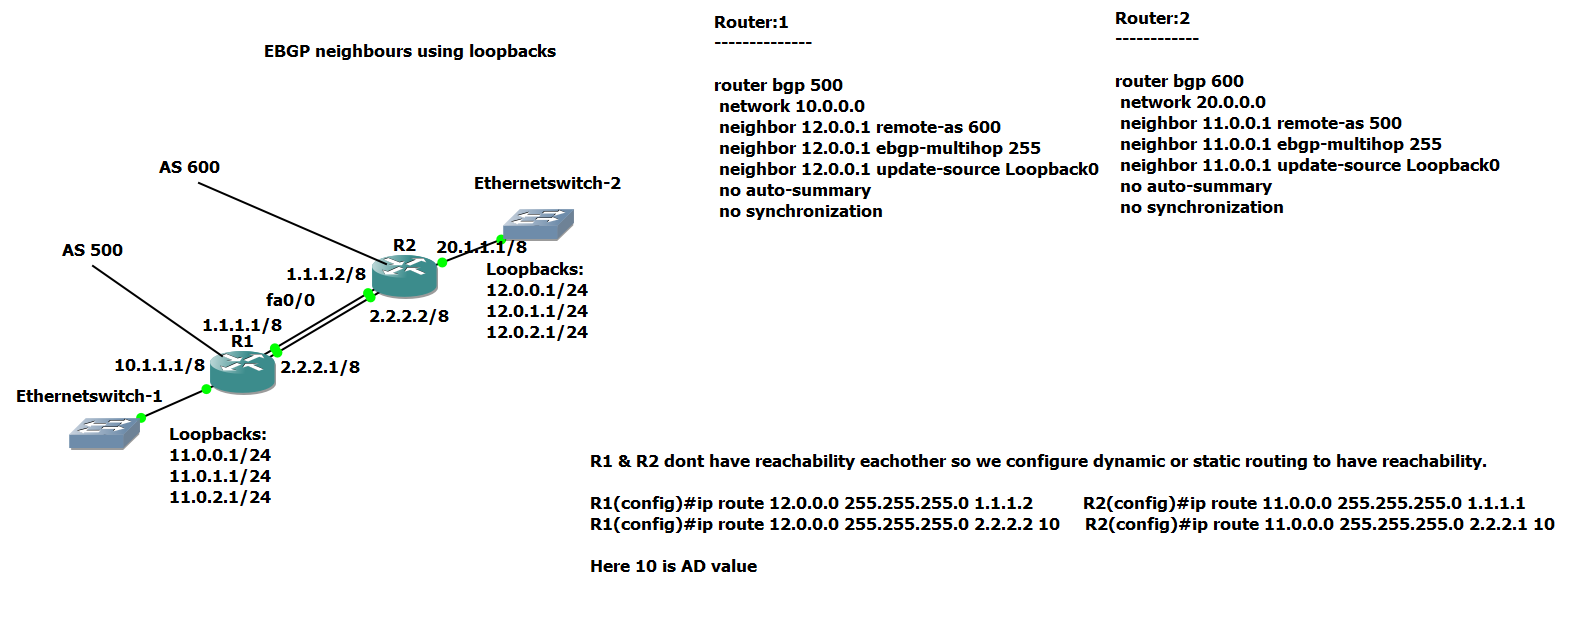 EBGP neighbours using loopbacks
AS 600
Ethernetswitch-2
AS 500
R2
20.1.1.1/8
1.1.1.2/8
Loopbacks:
12.0.0.1/24
12.0.1.1/24
12.0.2.1/24
fa0/0
2.2.2.2/8
1.1.1.1/8
R1
10.1.1.1/8
2.2.2.1/8
Ethernetswitch-1
Loopbacks:
11.0.0.1/24
11.0.1.1/24
11.0.2.1/24
Router:1
--------------
router bgp 500
network 10.0.0.0
neighbor 12.0.0.1 remote-as 600
neighbor 12.0.0.1 ebgp-multihop 255
neighbor 12.0.0.1 update-source Loopback0
no auto-summary
no synchronization
Router:2
------------
router bgp 600
network 20.0.0.0
neighbor 11.0.0.1 remote-as 500
neighbor 11.0.0.1 ebgp-multihop 255
neighbor 11.0.0.1 update-source Loopback0
no auto-summary
no synchronization
R1 & R2 dont have reachability eachother so we configure dynamic or static routing to have reachability.
R1(config)#ip route 12.0.0.0 255.255.255.0 1.1.1.2
R1(config)#ip route 12.0.0.0 255.255.255.0 2.2.2.2 10
R2(config)#ip route 11.0.0.0 255.255.255.0 1.1.1.1
R2(config)#ip route 11.0.0.0 255.255.255.0 2.2.2.1 10
Here 10 is AD value